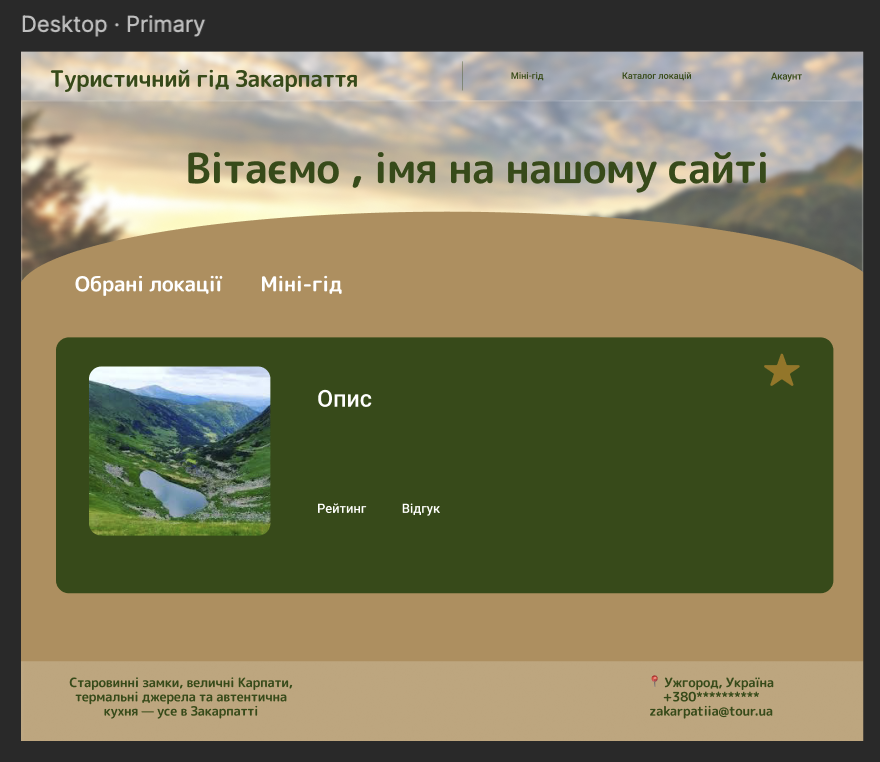 Desktop · Primary
Туристичний гід Закарпаття
Міні-гід
Каталог локацій
Акаунт
Вітаємо , імя на нашому сайті
Обрані локації
Міні-гід
Опис
Рейтинг
Відгук
Старовинні замки, величні Карпати,
термальні джерела та автентична
кухня — усе в Закарпатті
📍 Ужгород, Україна
+380**********
zakarpatiia@tour.ua